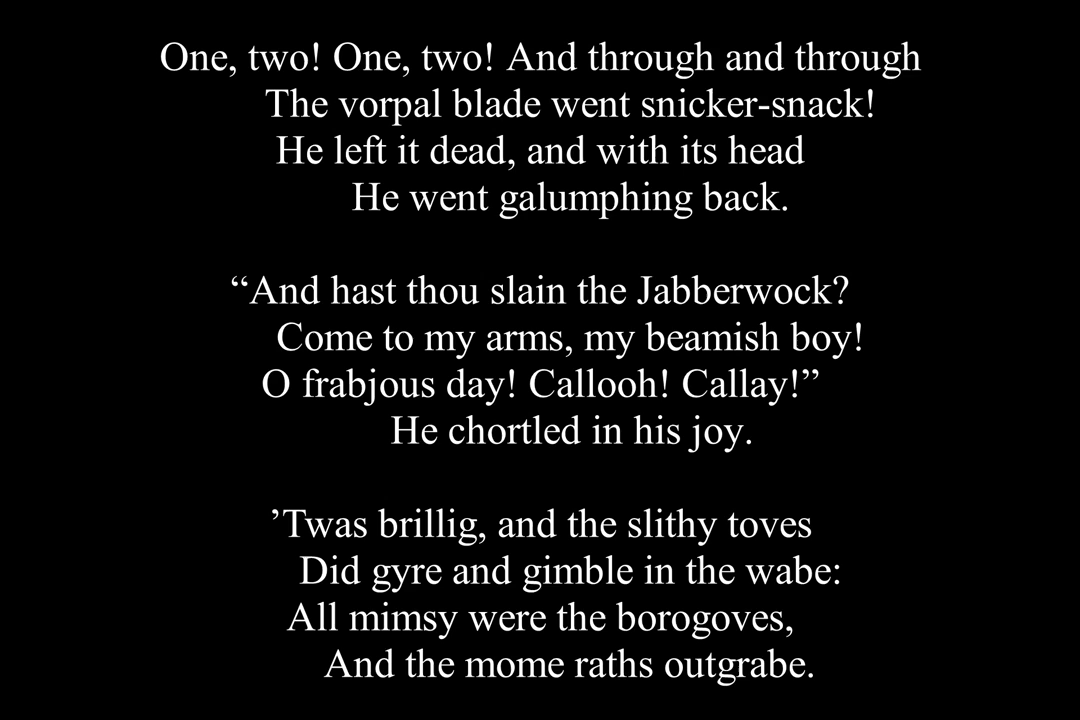 One, two! One, two! And through and through
The vorpal blade went snicker-snack!
He left it dead, and with its head
He went galumphing back.
“And hast thou slain the Jabberwock?
Come to my arms, my beamish boy!
O frabjous day! Callooh! Callay!”
He chortled in his joy.
’Twas brillig, and the slithy toves
Did gyre and gimble in the wabe:
All mimsy were the borogoves,
And the mome raths outgrabe.